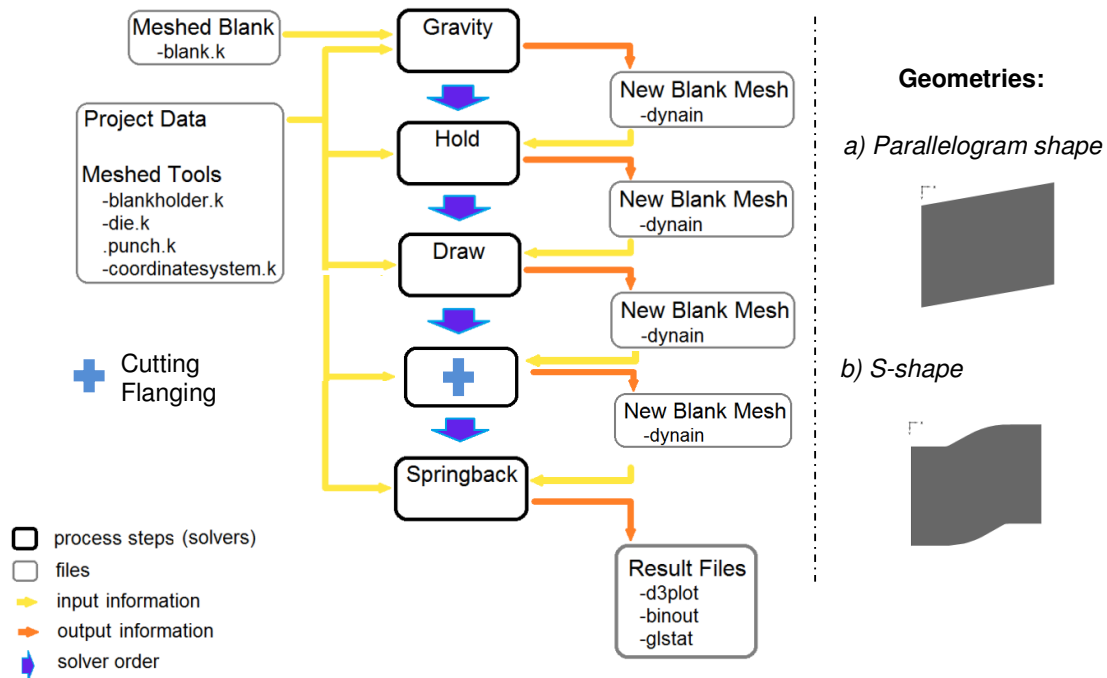 Meshed Blank
-blank.k
Project Data
Meshed Tools
-blankholder.k
-die.k
.punch.k
-coordinatesystem.k
Cutting
Flanging
process steps (solvers)
files
input information
output information
solver order
Gravity
New Blank Mesh
-dynain
Hold
New Blank Mesh
-dynain
Draw
New Blank Mesh
-dynain
New Blank Mesh
-dynain
Springback
Result Files
-d3plot
-binout
-glstat
Geometries:
a) Parallelogram shape
b) S-shape